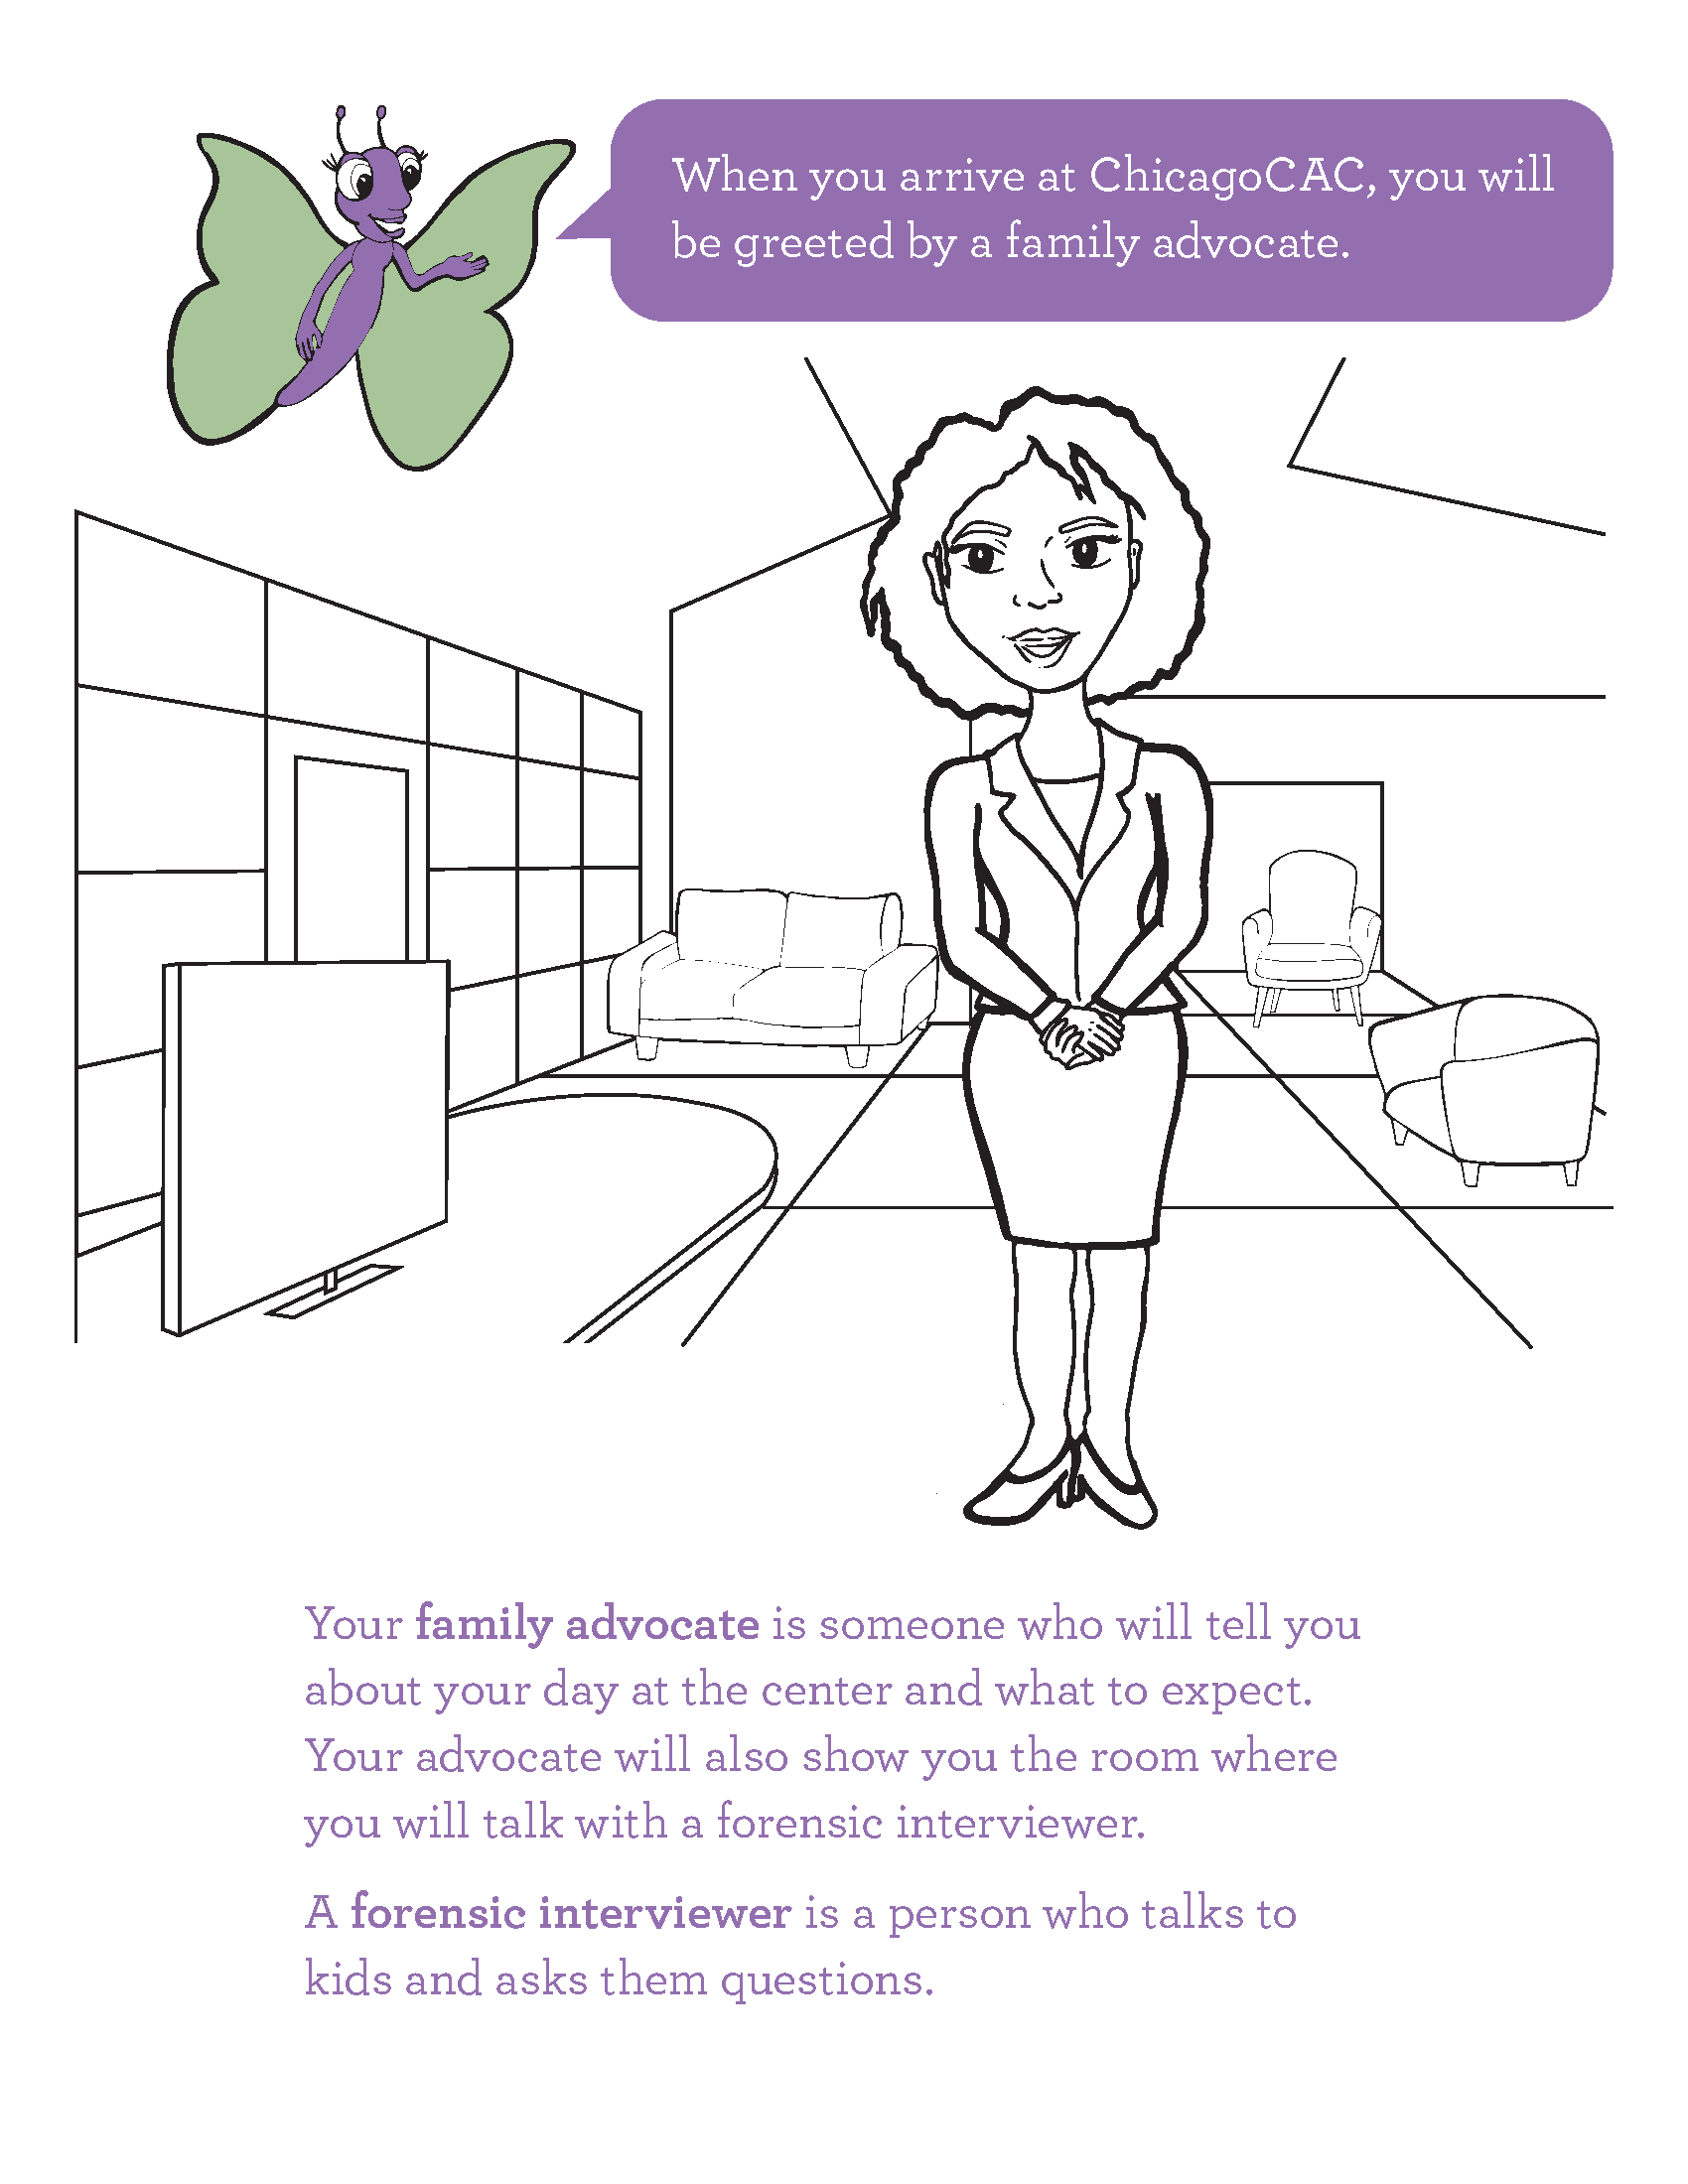 When you arrive at ChicagoCAC, you will
be greeted by a family advocate.
Your family advocate is someone who will tell you
about your day at the center and what to expect.
Your advocate will also show you the room where
you will talk with a forensic interviewer.
A forensic interviewer is a person who talks to
kids and asks them questions.